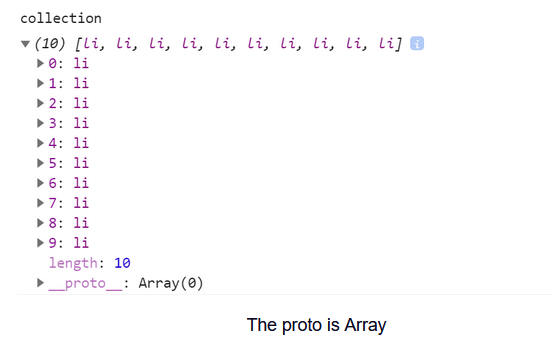 collection
(10) [li, li, li, li, li, li, li, li, li, li] i
0: li
1: li
2: li
3: li
4: li
5: li
6: li
7: li
8: li
9: li
length: 10
__proto__: Array(0)
The proto is Array